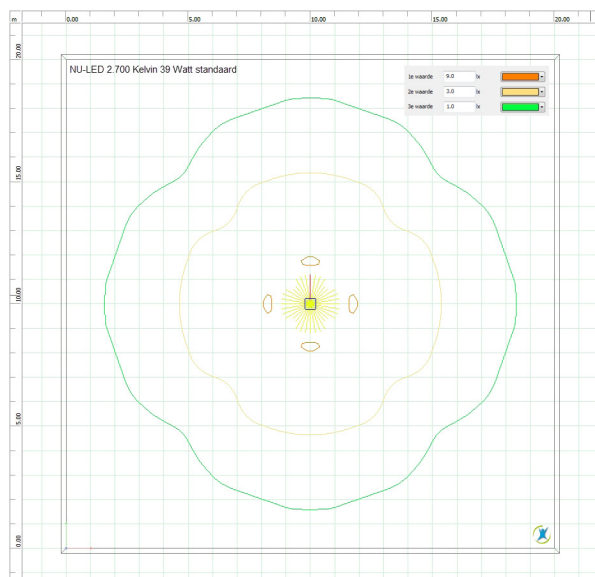 m 0.00 5.00 10.00 15.00 20.00
20.00
NU-LED 2.700 Kelvin 39 Watt standaard
1e waarde 9.0 lx
2e waarde 3.0 lx
3e waarde 1.0 lx
15.00
10.00
5.00
0.00